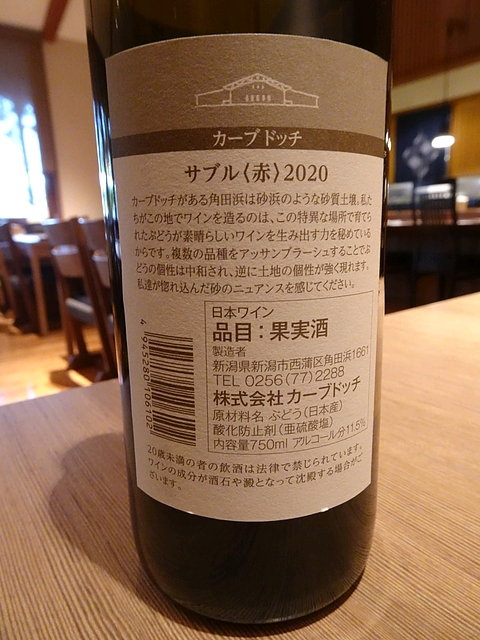 カーブドッチ
サブル〈赤〉2020
カーブドッチがある角田浜は砂浜のような砂質土壌。私た
ちがこの地でワインを造るのは、この特異な場所で育てら
れたぶどうが素晴らしいワインを生み出す力を秘めている
からです。複数の品種をアッサンブラージュすることでぶ
どうの個性は中和され、逆に土地の個性が強く現れます。
私達が惚れ込んだ砂のニュアンスを感じてください。
日本ワイン
品目：果実酒
製造者
新潟県新潟市西蒲区角田浜1661
TEL 0256(77)2288
株式会社 カーブドッチ
原材料名 ぶどう(日本産)
酸化防止剤(亜硫酸塩)
内容量750ml アルコール分11.5%
4 945280 106102
20歳未満の者の飲酒は法律で禁じられています。
ワインの成分が酒石や澱となって沈殿する場合がご
ざいます。